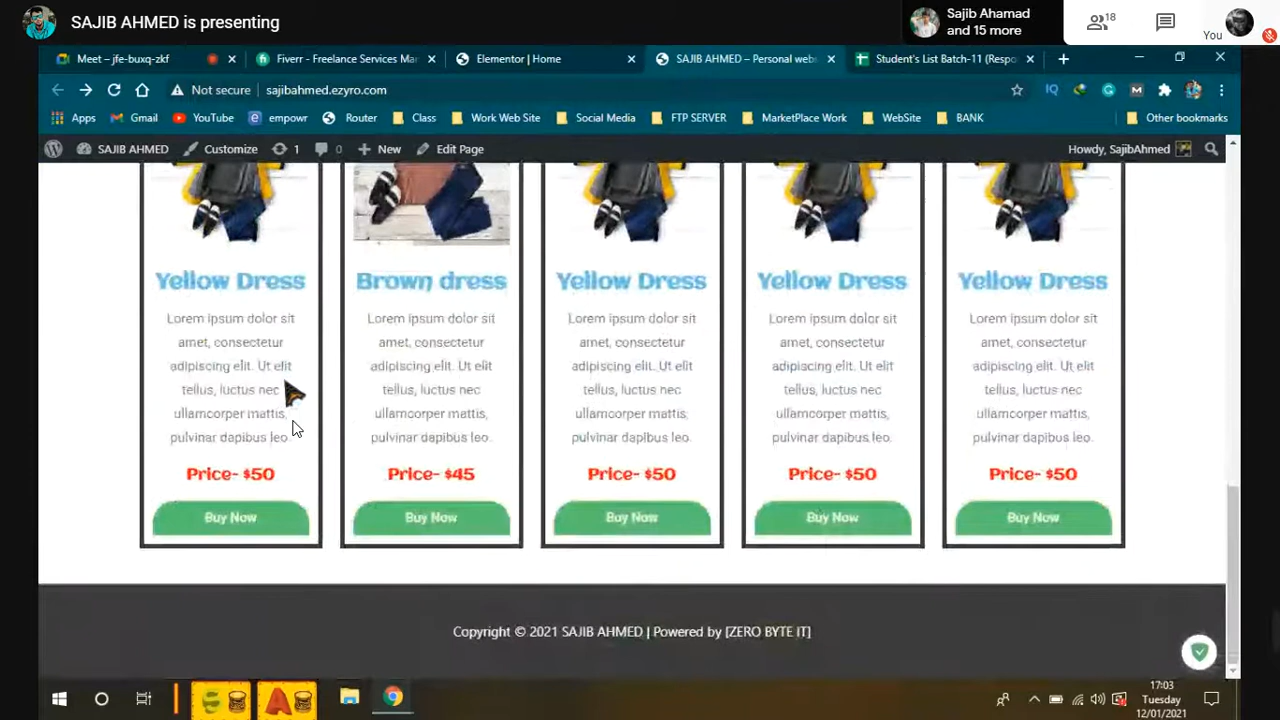 SAJIB AHMED is presenting
Sajib Ahamad
and 15 more
18
You
Meet – jfe-buxq-zkf
Fiverr - Freelance Services Mar
Elementor | Home
SAJIB AHMED – Personal webs
Student's List Batch-11 (Respo
Not secure
sajibahmed.ezyro.com
IQ
M
Apps
Gmail
YouTube
empowr
Router
Class
Work Web Site
Social Media
FTP SERVER
MarketPlace Work
WebSite
BANK
Other bookmarks
SAJIB AHMED
Customize
1
0
New
Edit Page
Howdy, SajibAhmed
Yellow Dress
Lorem ipsum dolor sit
amet, consectetur
adipiscing elit. Ut elit
tellus, luctus nec
ullamcorper mattis,
pulvinar dapibus leo.
Price- $50
Buy Now
Brown dress
Lorem ipsum dolor sit
amet, consectetur
adipiscing elit. Ut elit
tellus, luctus nec
ullamcorper mattis,
pulvinar dapibus leo.
Price- $45
Buy Now
Yellow Dress
Lorem ipsum dolor sit
amet, consectetur
adipiscing elit. Ut elit
tellus, luctus nec
ullamcorper mattis,
pulvinar dapibus leo.
Price- $50
Buy Now
Yellow Dress
Lorem ipsum dolor sit
amet, consectetur
adipiscing elit. Ut elit
tellus, luctus nec
ullamcorper mattis,
pulvinar dapibus leo.
Price- $50
Buy Now
Yellow Dress
Lorem ipsum dolor sit
amet, consectetur
adipiscing elit. Ut elit
tellus, luctus nec
ullamcorper mattis,
pulvinar dapibus leo.
Price- $50
Buy Now
Copyright © 2021 SAJIB AHMED | Powered by [ZERO BYTE IT]
17:03
Tuesday
12/01/2021